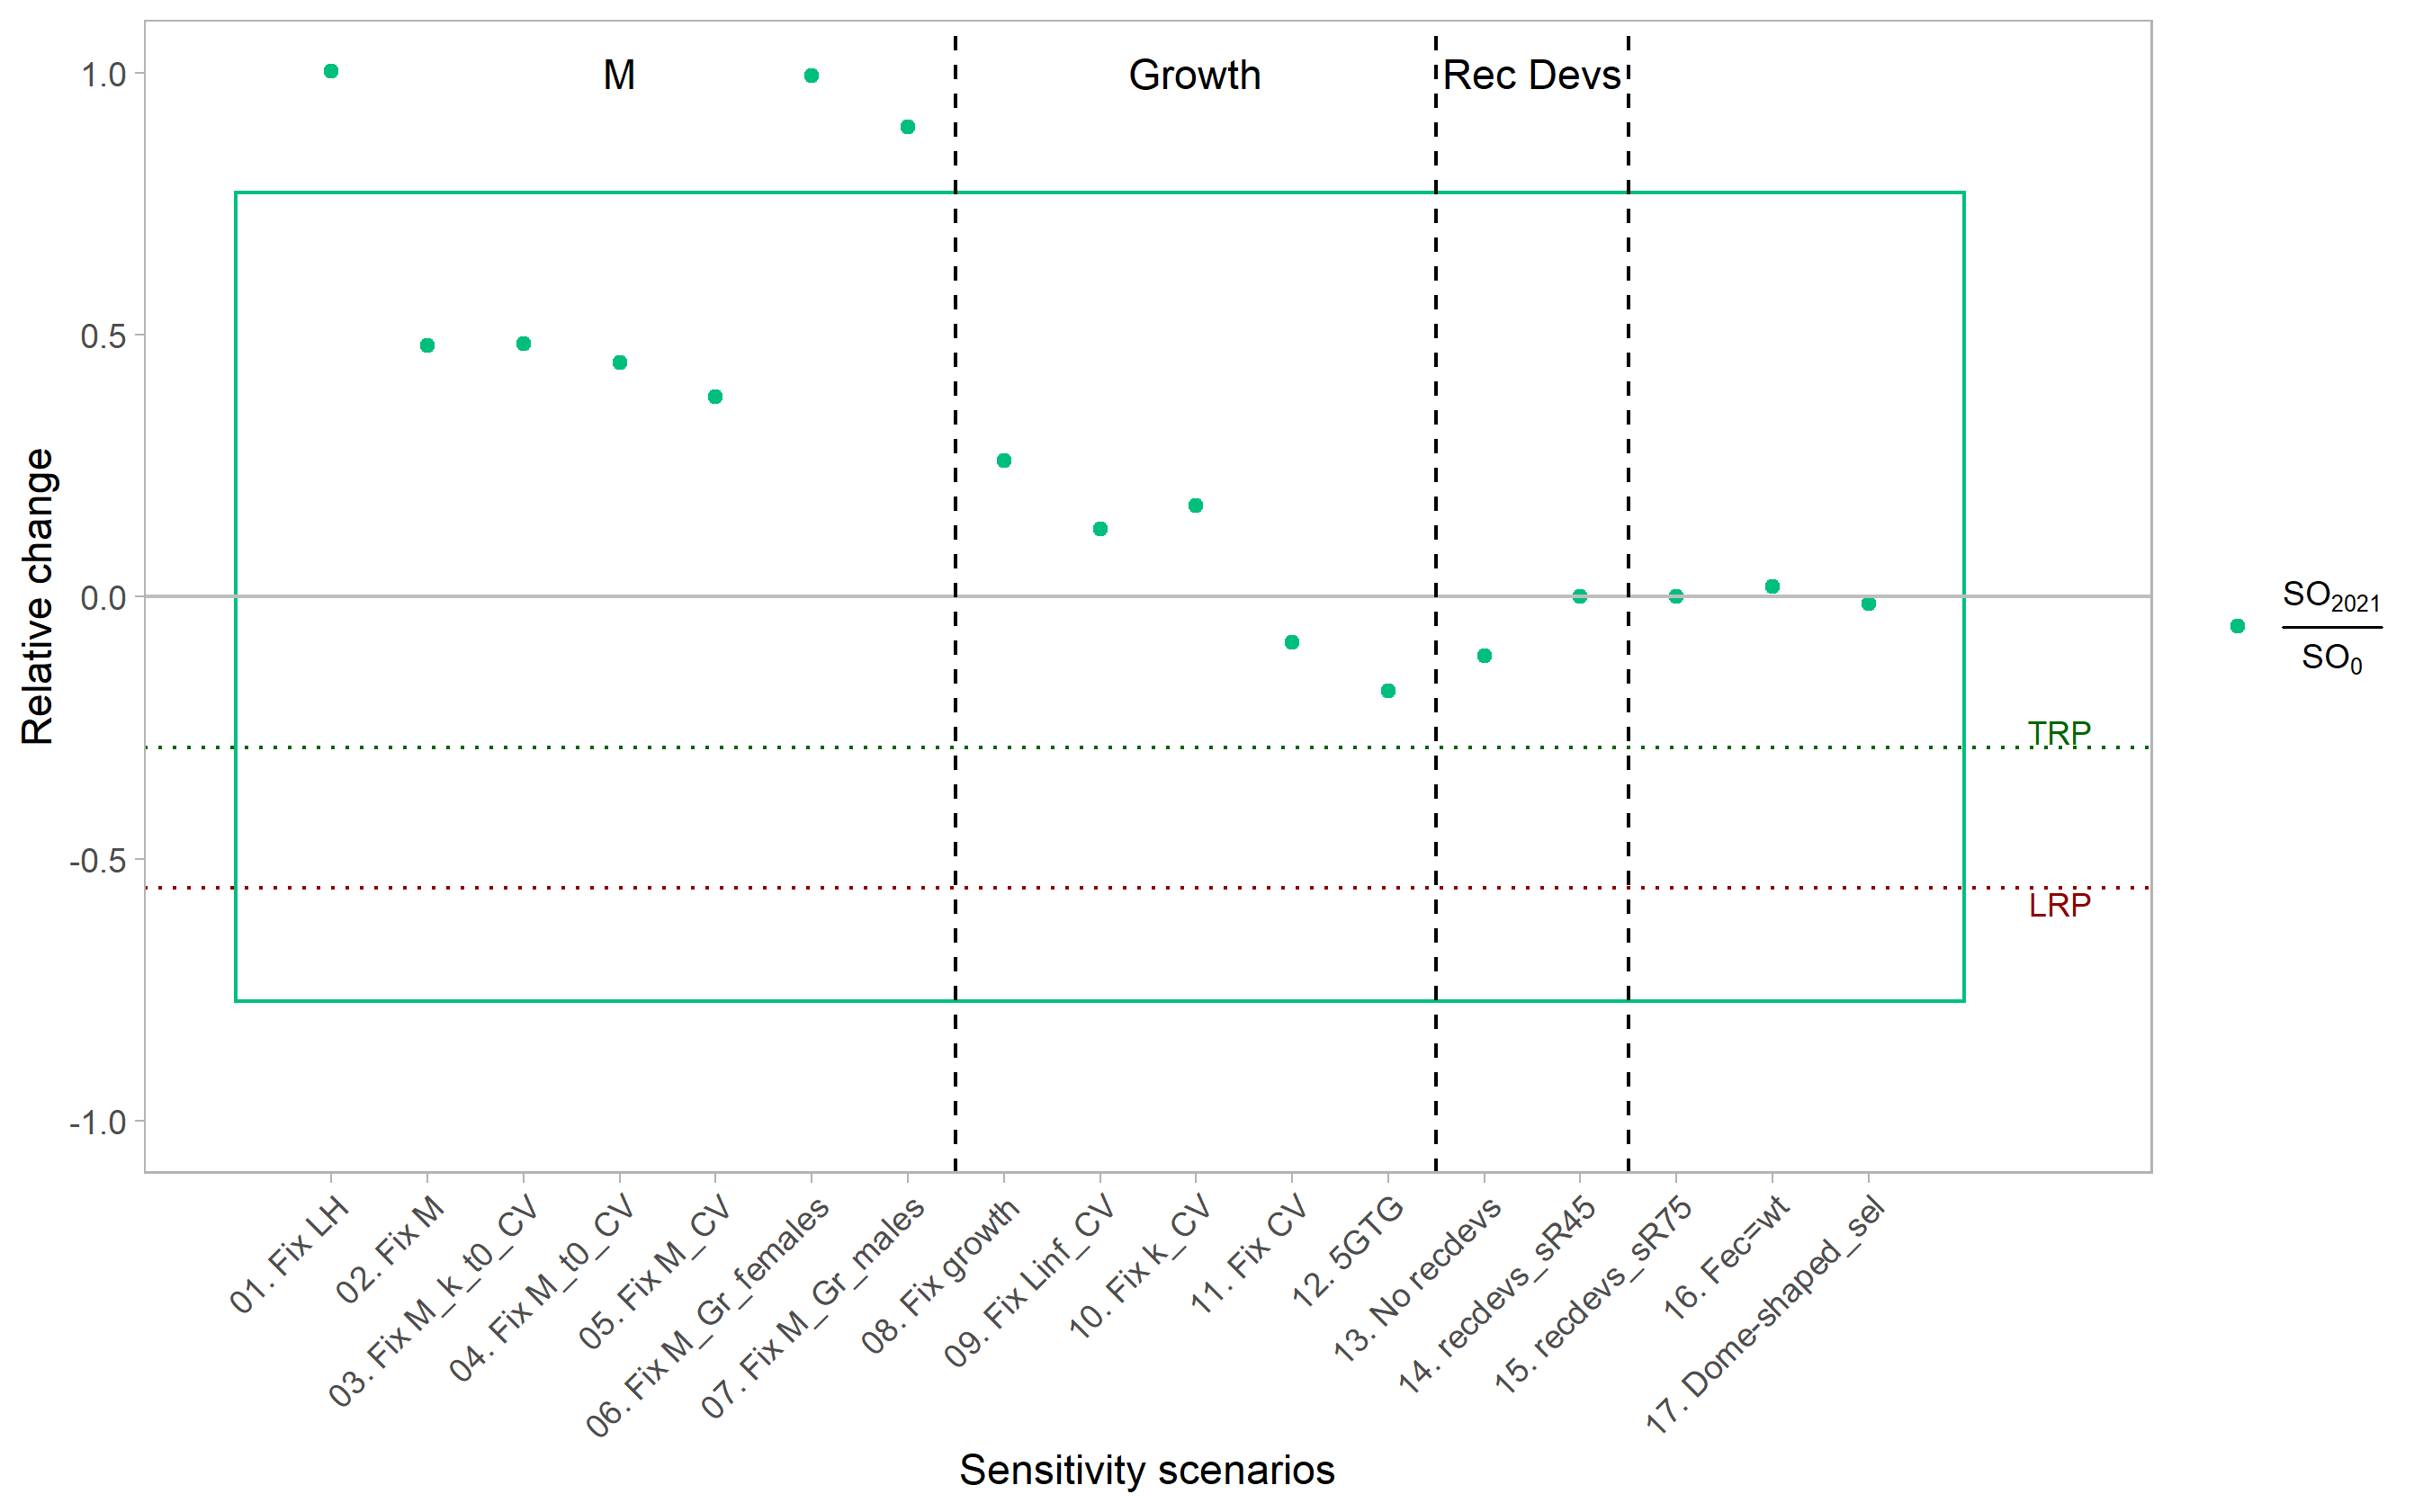 M
Growth
Rec Devs
1.0
0.5
0.0
-0.5
-1.0
Relative change
TRP
LRP
SO2021
SO0
01. Fix LH
02. Fix M
03. Fix M_k_t0_CV
04. Fix M_t0_CV
05. Fix M_CV
06. Fix M_Gr_females
07. Fix M_Gr_males
08. Fix growth
09. Fix Linf_CV
10. Fix k_CV
11. Fix CV
12. 5GTG
13. No recdevs
14. recdevs_sR45
15. recdevs_sR75
16. Fec=wt
17. Dome-shaped_sel
Sensitivity scenarios